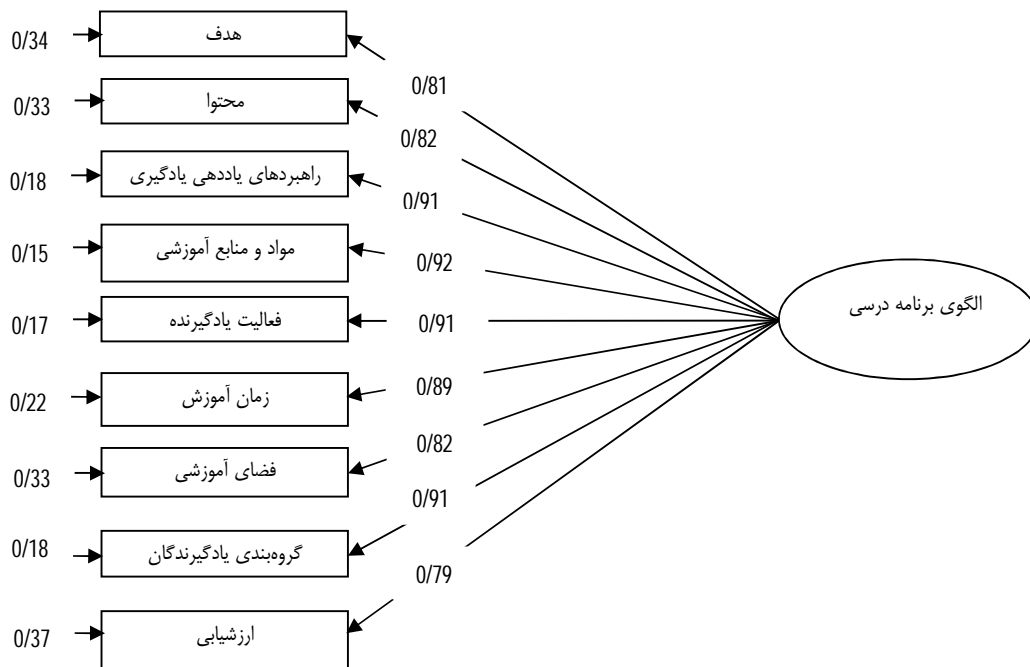 0/34
هدف
0/81
0/33
محتوا
0/82
0/18
راهبردهای یاددهی یادگیری
0/91
0/15
مواد و منابع آموزشی
0/92
0/17
فعالیت یادگیرنده
0/91
الگوی برنامه درسی
0/22
زمان آموزش
0/89
0/33
فضای آموزشی
0/82
0/18
گروه‌بندی یادگیرندگان
0/91
0/37
ارزشیابی
0/79